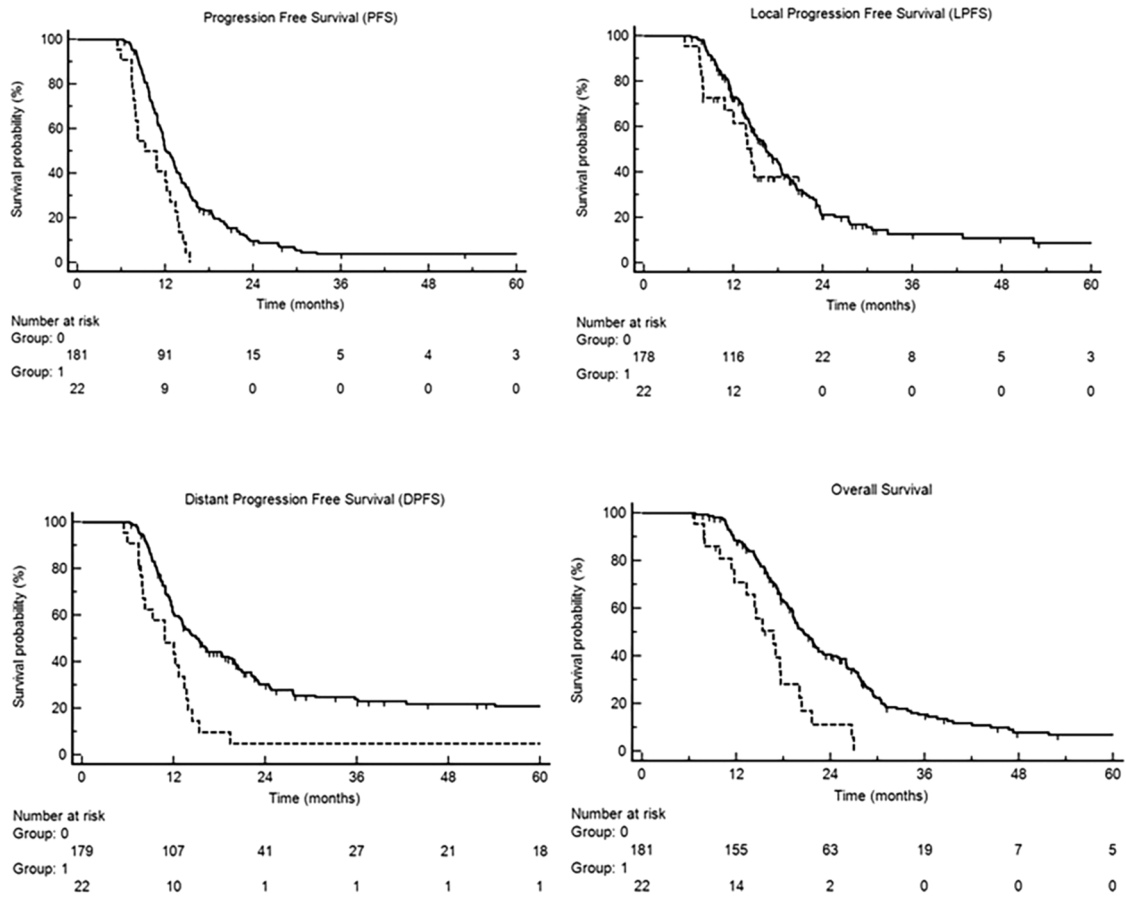 Progression Free Survival (PFS)
Survival probability (%)
100
80
60
40
20
0
0 12 24 36 48 60
Time (months)
Number at risk
Group: 0
181 91 15 5 4 3
Group: 1
22 9 0 0 0 0
Local Progression Free Survival (LPFS)
Survival probability (%)
100
80
60
40
20
0
0 12 24 36 48 60
Time (months)
Number at risk
Group: 0
178 116 22 8 5 3
Group: 1
22 12 0 0 0 0
Distant Progression Free Survival (DPFS)
Survival probability (%)
100
80
60
40
20
0
0 12 24 36 48 60
Time (months)
Number at risk
Group: 0
179 107 41 27 21 18
Group: 1
22 10 1 1 1 1
Overall Survival
Survival probability (%)
100
80
60
40
20
0
0 12 24 36 48 60
Time (months)
Number at risk
Group: 0
181 155 63 19 7 5
Group: 1
22 14 2 0 0 0